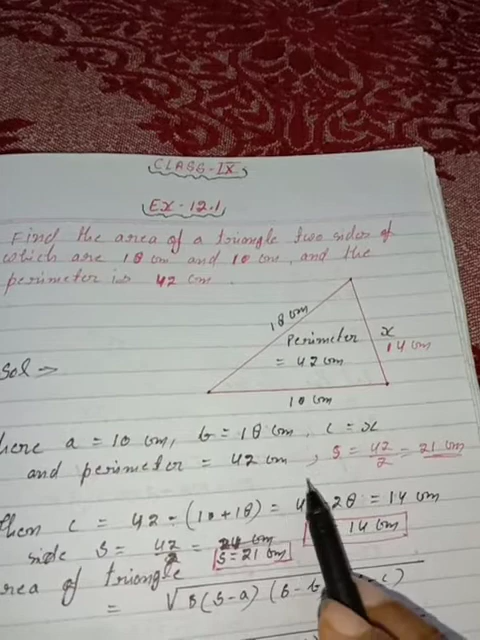 CLASS-IX
EX-12.1
Find the area of a triangle two sides of
which are 18 cm and 10 cm, and the
perimeter is 42 cm.
18 cm
Perimeter
= 42 cm
x
14 cm
10 cm
Sol →
here a = 10 cm, b = 18 cm, c = x
and perimeter = 42 cm, S = 42/2 = 21 cm
then c = 42 - (10+18) = 28 = 14 cm
14 cm
side S = 42/2 = cm
S = 21 cm
area of triangle
= √S(S-a)(S-b -c)